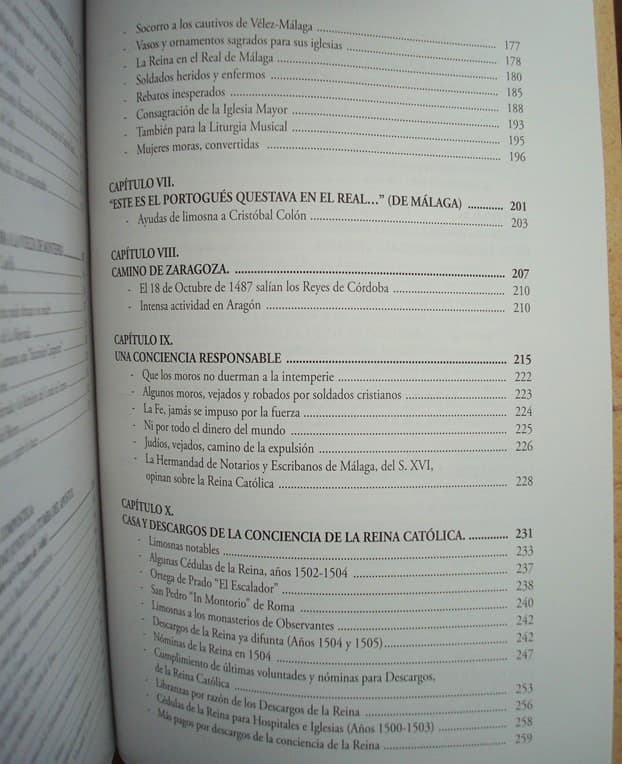 - Socorro a los cautivos de Vélez-Málaga ........ 177
- Vasos y ornamentos sagrados para sus iglesias ........ 178
- La Reina en el Real de Málaga ........ 180
- Soldados heridos y enfermos ........ 185
- Rebatos inesperados ........ 188
- Consagración de la Iglesia Mayor ........ 193
- También para la Liturgia Musical ........ 195
- Mujeres moras, convertidas ........ 196
CAPÍTULO VII.
“ESTE ES EL PORTOGUÉS QUESTAVA EN EL REAL...” (DE MÁLAGA) ........ 201
- Ayudas de limosna a Cristóbal Colón ........ 203
CAPÍTULO VIII.
CAMINO DE ZARAGOZA. ........ 207
- El 18 de Octubre de 1487 salían los Reyes de Córdoba ........ 210
- Intensa actividad en Aragón ........ 210
CAPÍTULO IX.
UNA CONCIENCIA RESPONSABLE ........ 215
- Que los moros no duerman a la intemperie ........ 222
- Algunos moros, vejados y robados por soldados cristianos ........ 223
- La Fe, jamás se impuso por la fuerza ........ 224
- Ni por todo el dinero del mundo ........ 225
- Judíos, vejados, camino de la expulsión ........ 226
- La Hermandad de Notarios y Escribanos de Málaga, del S. XVI,
opinan sobre la Reina Católica ........ 228
CAPÍTULO X.
CASA Y DESCARGOS DE LA CONCIENCIA DE LA REINA CATÓLICA. ........ 231
- Limosnas notables ........ 233
- Algunas Cédulas de la Reina, años 1502-1504 ........ 237
- Ortega de Prado "El Escalador" ........ 238
- San Pedro "In Montorio" de Roma ........ 240
- Limosnas a los monasterios de Observantes ........ 242
- Descargos de la Reina ya difunta (Años 1504 y 1505) ........ 242
- Nóminas de la Reina en 1504 ........ 247
- Cumplimiento de últimas voluntades y nóminas para Descargos,
de la Reina Católica ........ 253
- Libranzas por razón de los Descargos de la Reina ........ 256
- Cédulas de la Reina para Hospitales e Iglesias (Años 1500-1503) ........ 258
- Más pagos por descargos de la conciencia de la Reina ........ 259